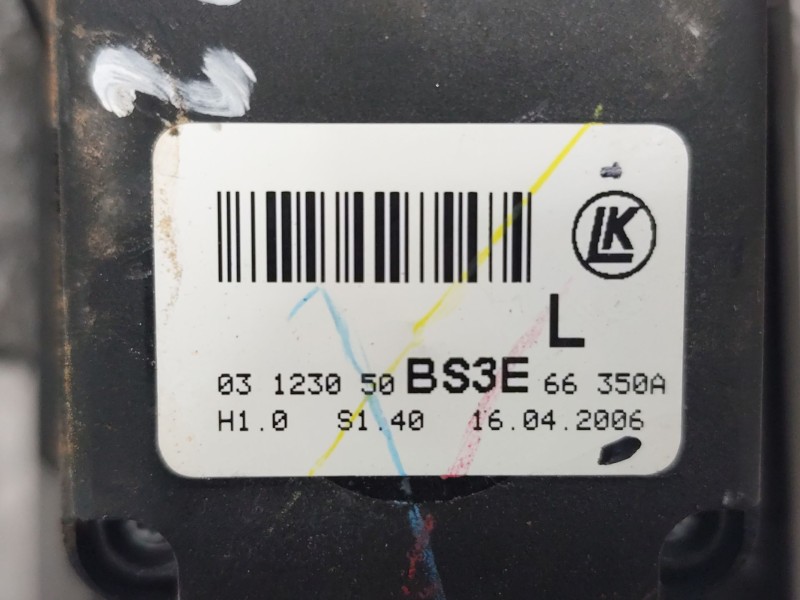 LK
L
03 1230 50 BS3E 66 350A
H1.0 S1.40 16.04.2006